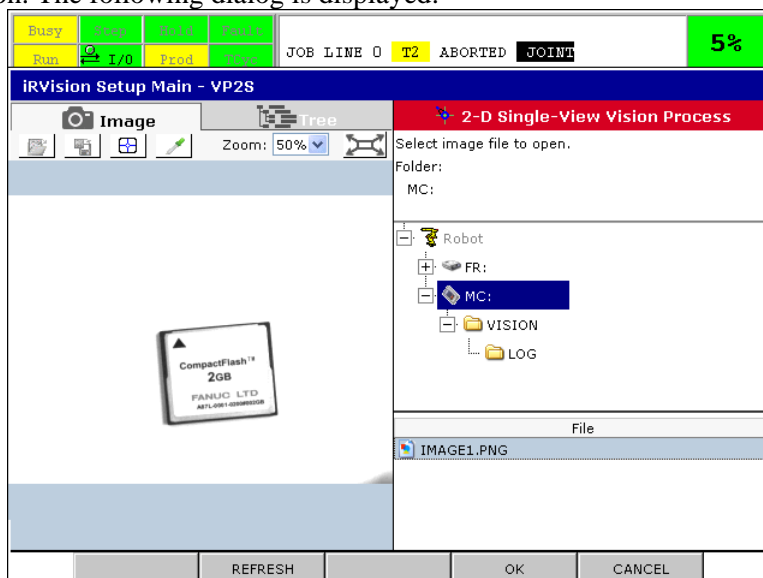 on. The following dialog is displayed.
Busy Step Hold Fault
Run I/O Prod TCyc
JOB LINE 0 T2 ABORTED JOINT
5%
iRVision Setup Main - VP2S
Image Tree
2-D Single-View Vision Process
Zoom: 50%
Select image file to open.
Folder:
MC:
Robot
FR:
MC:
VISION
LOG
CompactFlash™
2GB
FANUC LTD
File
IMAGE1.PNG
REFRESH OK CANCEL